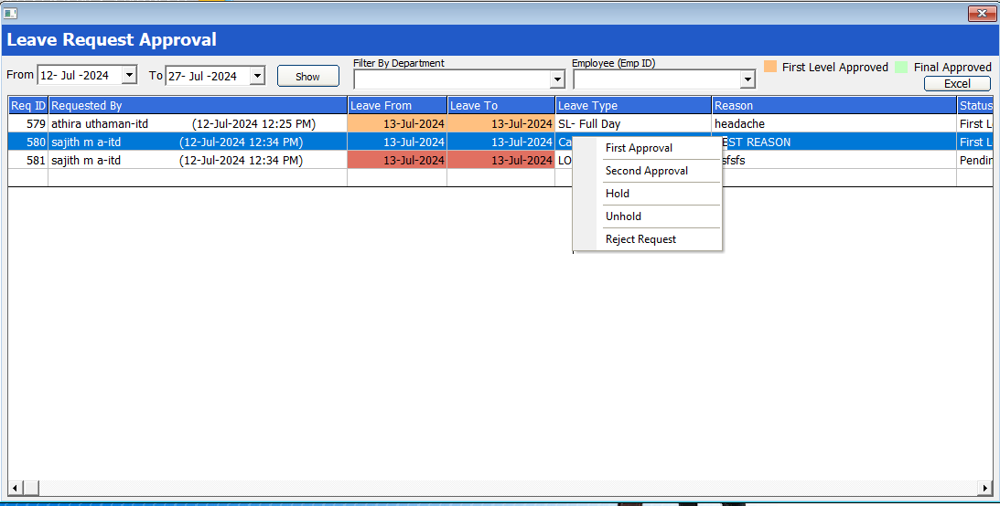 Leave Request Approval
From 12- Jul -2024 To 27- Jul -2024 Show Filter By Department Employee (Emp ID) First Level Approved Final Approved
Excel
Req ID Requested By Leave From Leave To Leave Type Reason Status
579 athira uthaman-itd (12-Jul-2024 12:25 PM) 13-Jul-2024 13-Jul-2024 SL- Full Day headache First L
580 sajith m a-itd (12-Jul-2024 12:34 PM) 13-Jul-2024 13-Jul-2024 Ca EST REASON First L
581 sajith m a-itd (12-Jul-2024 12:34 PM) 13-Jul-2024 13-Jul-2024 LO sfsfs Pendin
First Approval
Second Approval
Hold
Unhold
Reject Request